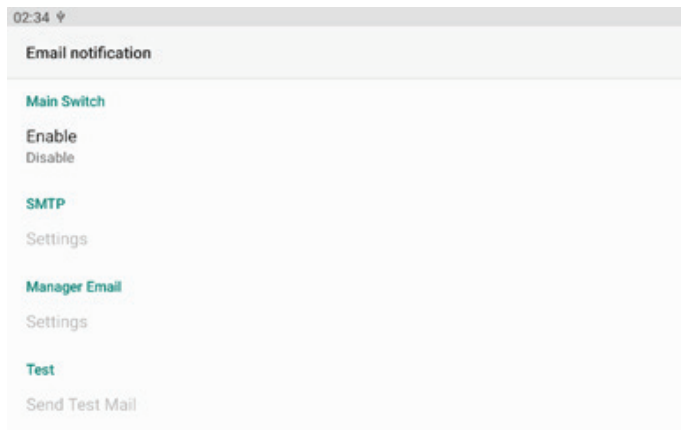 02:34
Email notification
Main Switch
Enable
Disable
SMTP
Settings
Manager Email
Settings
Test
Send Test Mail